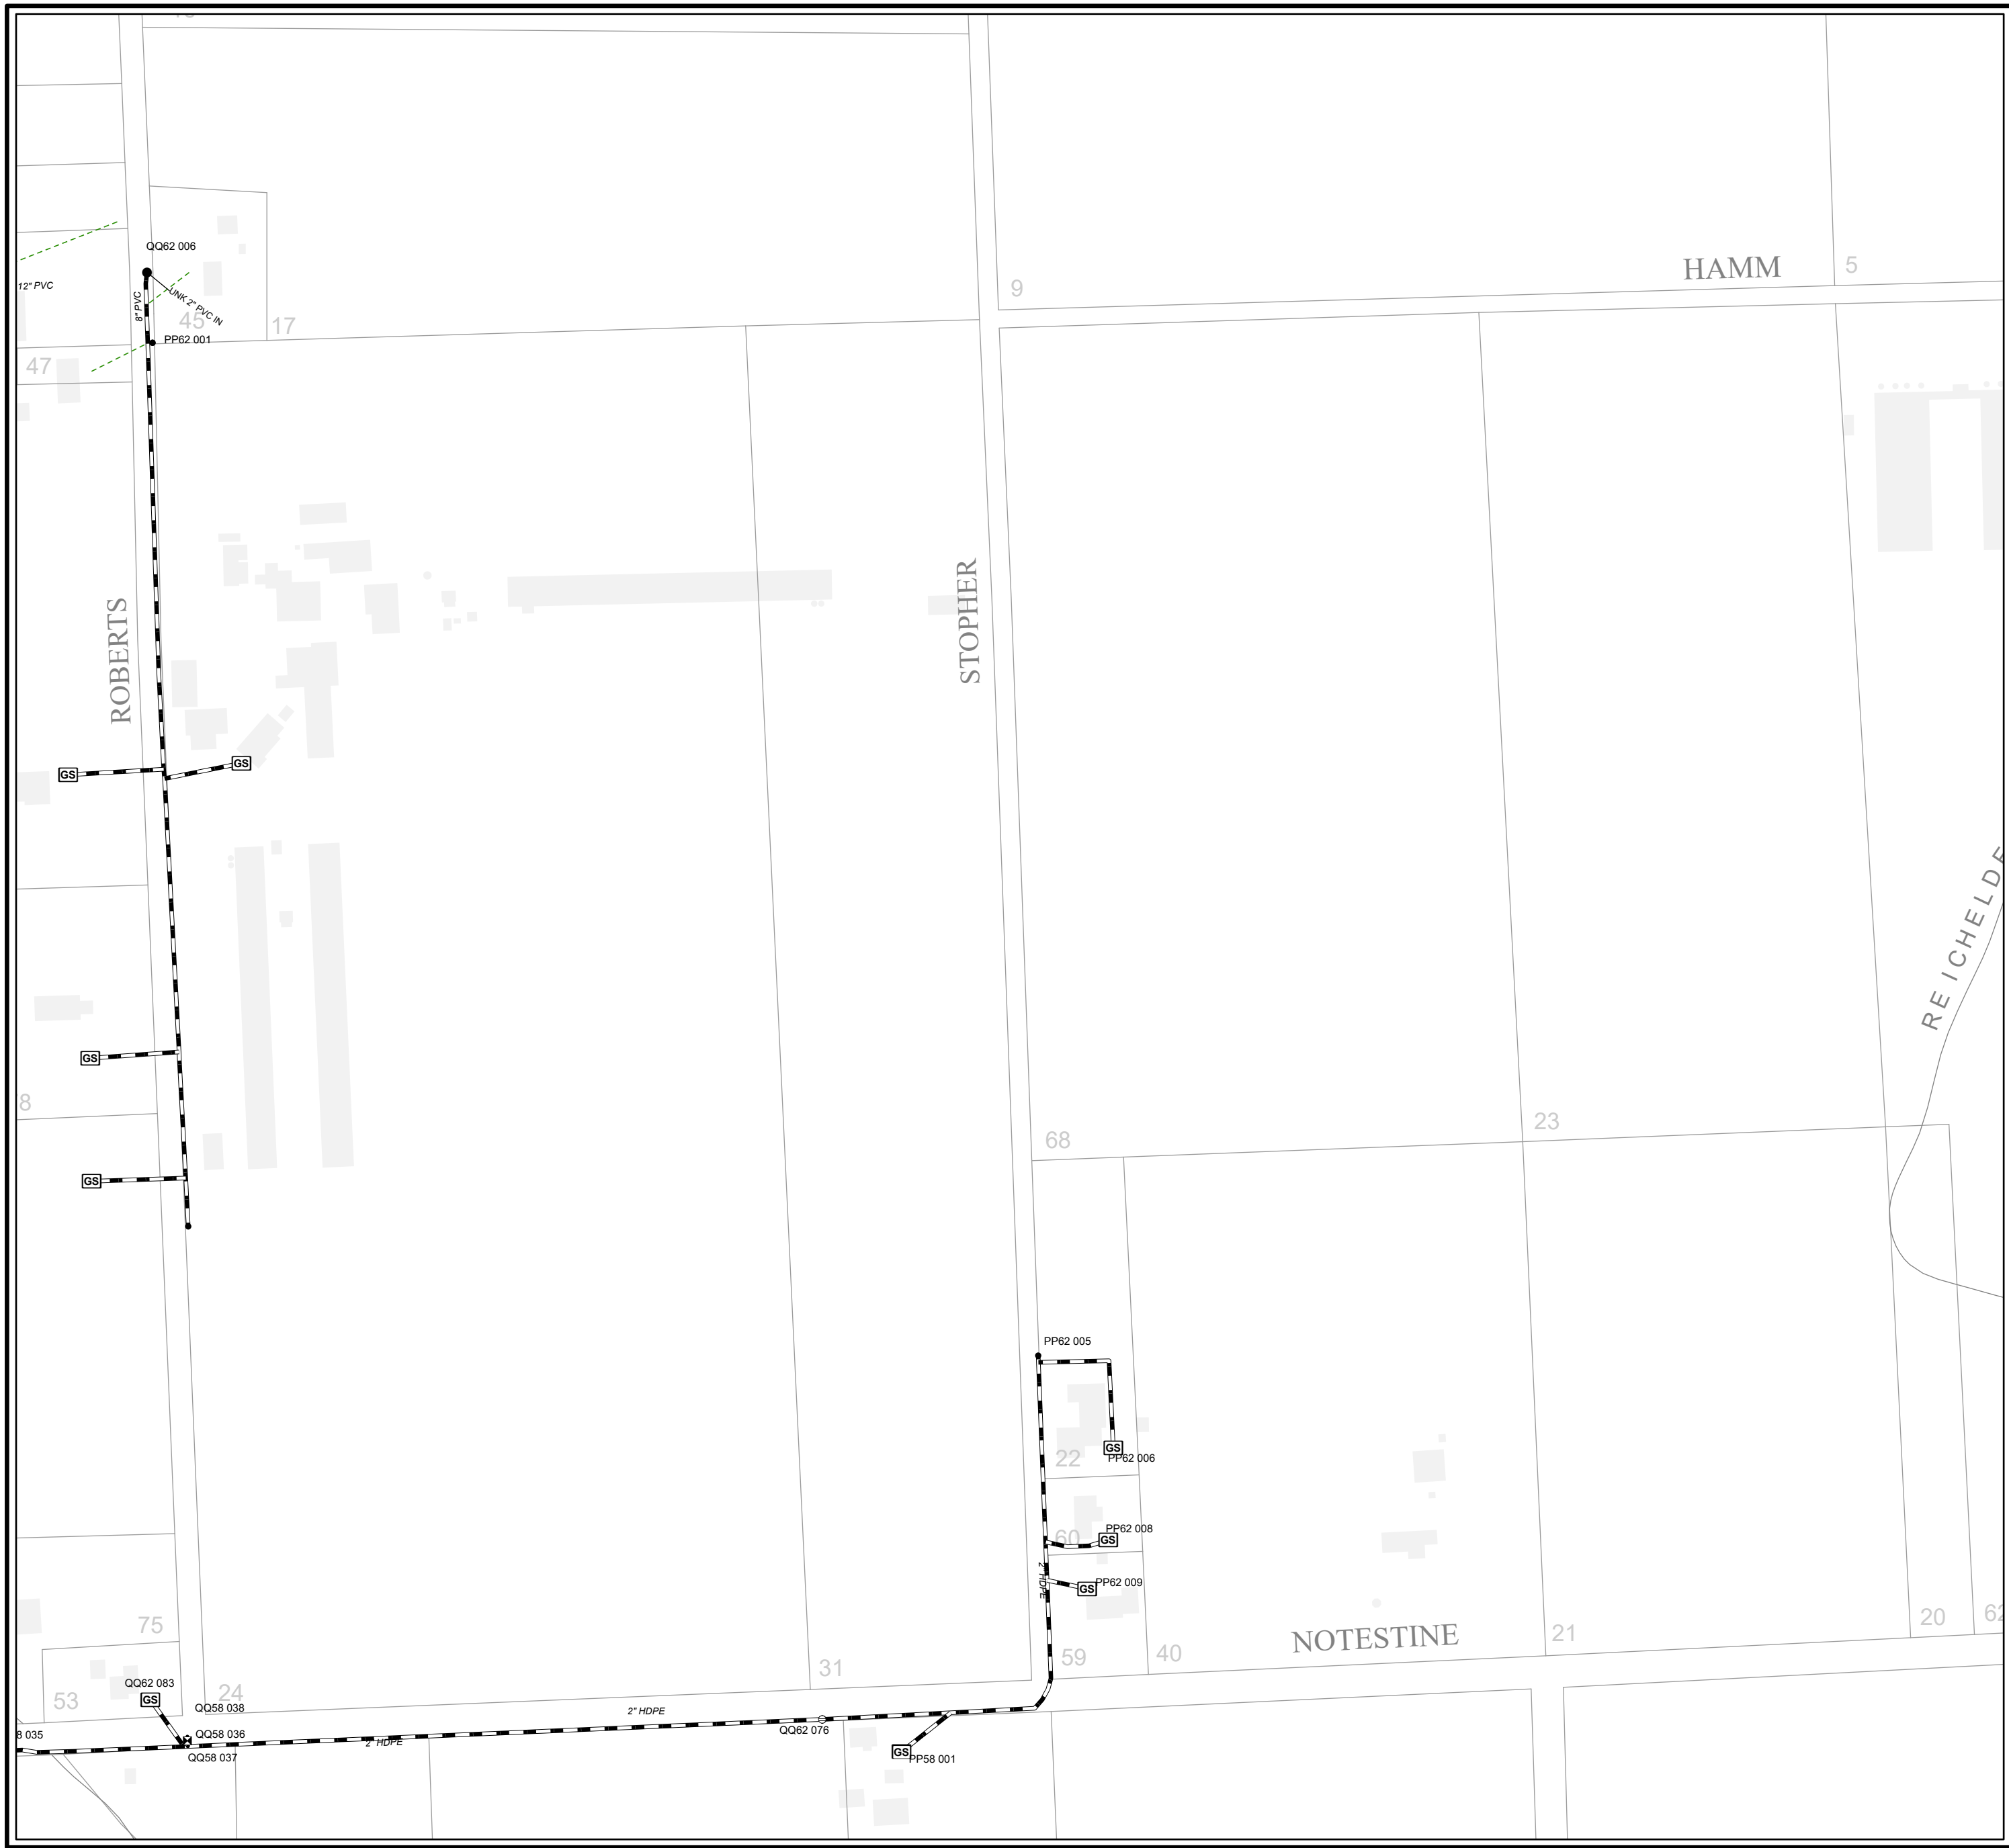 QQ62 006
HAMM
5
9
12" PVC
8" PVC
UNK 2" PVC IN
45
17
PP62 001
47
ROBERTS
STOPHER
GS
GS
REICHELDE
GS
8
68
23
GS
PP62 005
GS
PP62 006
22
PP62 008
GS
60
2" HDPE
GS
PP62 009
75
20
62
NOTESTINE
21
59
40
31
QQ62 083
GS
53
24
QQ58 038
2" HDPE
QQ62 076
8 035
QQ58 036
2" HDPE
QQ58 037
GS
PP58 001